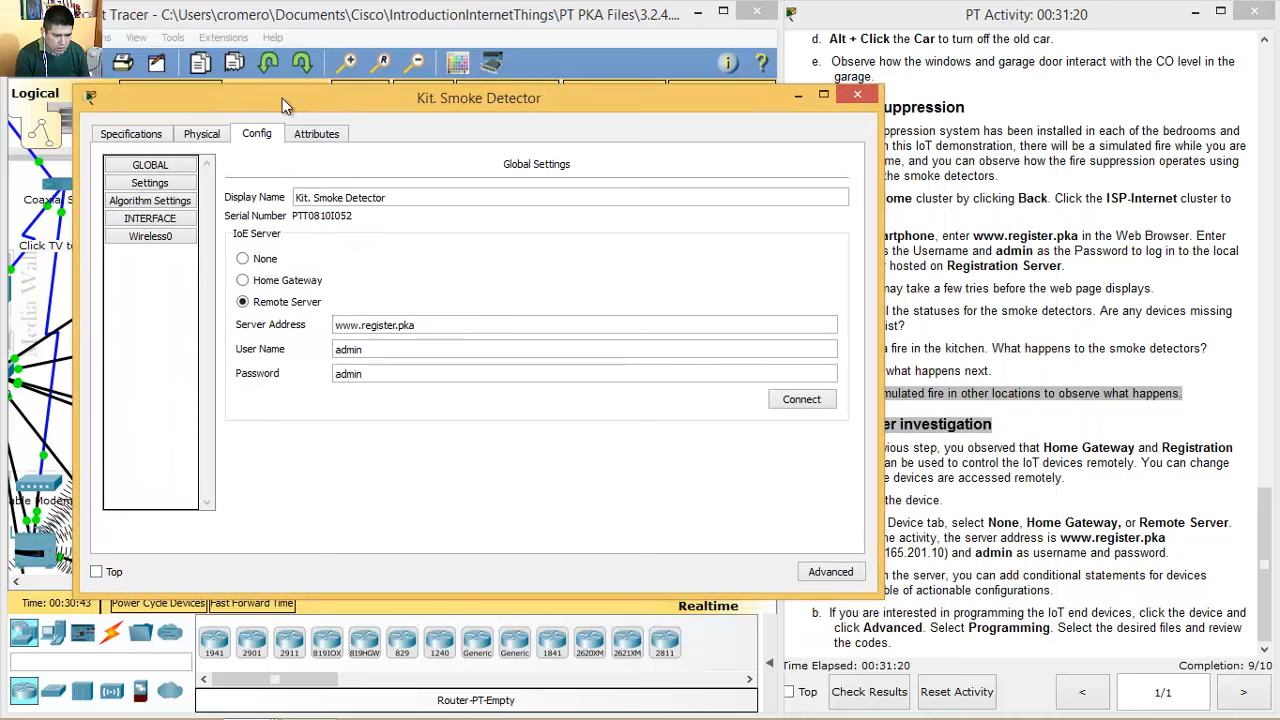 t Tracer - C:\Users\cromero\Documents\Cisco\IntroductionInternetThings\PT PKA Files\3.2.4....
View Tools Extensions Help
Logical
Coaxial S
Click TV to
Media Wall
able Modem
Kit. Smoke Detector
Specifications Physical Config Attributes
GLOBAL
Settings
Algorithm Settings
INTERFACE
Wireless0
Global Settings
Display Name Kit. Smoke Detector
Serial Number PTT0810I052
IoE Server
None
Home Gateway
Remote Server
Server Address www.register.pka
User Name admin
Password admin
Connect
Top
Advanced
Time: 00:30:43 Power Cycle Devices Fast Forward Time
Realtime
1941 2901 2911 819IOX 819HGW 829 1240 Generic Generic 1841 2620XM 2621XM 2811
Router-PT-Empty
PT Activity: 00:31:20
d. Alt + Click the Car to turn off the old car.
e. Observe how the windows and garage door interact with the CO level in the
garage.
uppression
ppression system has been installed in each of the bedrooms and
n this IoT demonstration, there will be a simulated fire while you are
me, and you can observe how the fire suppression operates using
the smoke detectors.
ome cluster by clicking Back. Click the ISP-Internet cluster to
artphone, enter www.register.pka in the Web Browser. Enter
s the Username and admin as the Password to log in to the local
r hosted on Registration Server.
may take a few tries before the web page displays.
ll the statuses for the smoke detectors. Are any devices missing
ist?
a fire in the kitchen. What happens to the smoke detectors?
what happens next.
mulated fire in other locations to observe what happens.
er investigation
vious step, you observed that Home Gateway and Registration
an be used to control the IoT devices remotely. You can change
e devices are accessed remotely.
the device.
Device tab, select None, Home Gateway, or Remote Server.
he activity, the server address is www.register.pka
165.201.10) and admin as username and password.
n the server, you can add conditional statements for devices
able of actionable configurations.
b. If you are interested in programming the IoT end devices, click the device and
click Advanced. Select Programming. Select the desired files and review
the codes.
Time Elapsed: 00:31:20 Completion: 9/10
Top Check Results Reset Activity < 1/1 >